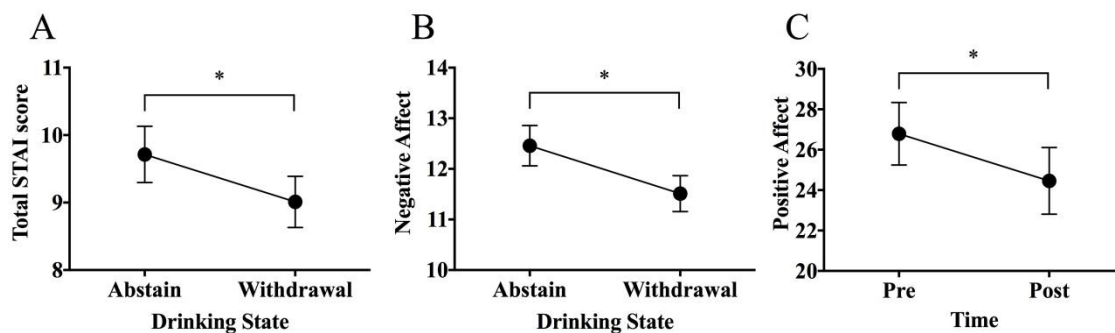 A
Total STAI score
11
10
9
8
*
Abstain Withdrawal
Drinking State
B
Negative Affect
14
13
12
11
10
*
Abstain Withdrawal
Drinking State
C
Positive Affect
30
28
26
24
22
20
*
Pre Post
Time